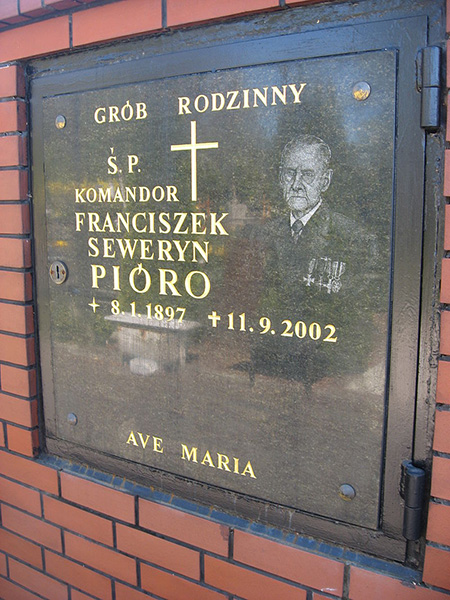 GRÓB RODZINNY
Ś. P.
KOMANDOR
FRANCISZEK
SEWERYN
PIÓRO
8.1.1897 11.9.2002
AVE MARIA